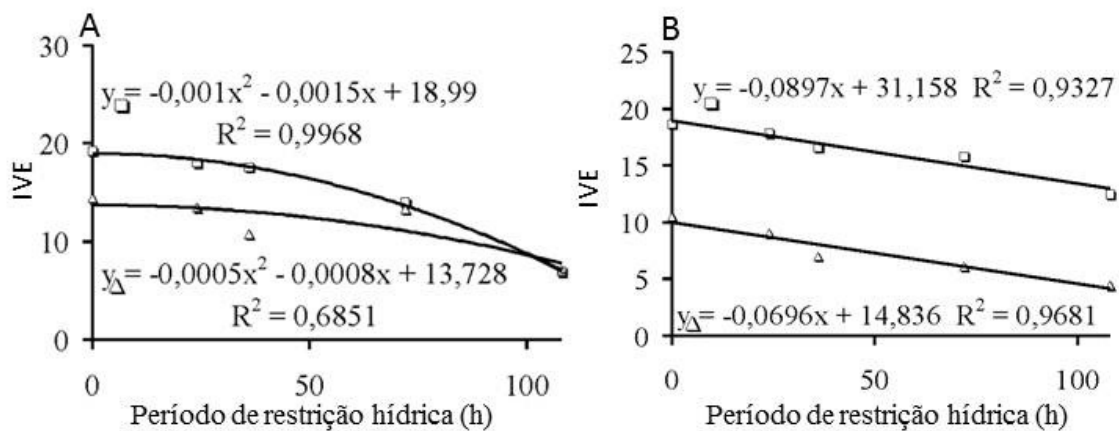 A
30
20
10
0
IVE
y□ = -0,001x² - 0,0015x + 18,99
R² = 0,9968
y△ = -0,0005x² - 0,0008x + 13,728
R² = 0,6851
0 50 100
Período de restrição hídrica (h)
B
25
20
15
10
5
0
IVE
y□ = -0,0897x + 31,158 R² = 0,9327
y△ = -0,0696x + 14,836 R² = 0,9681
0 50 100
Período de restrição hídrica (h)